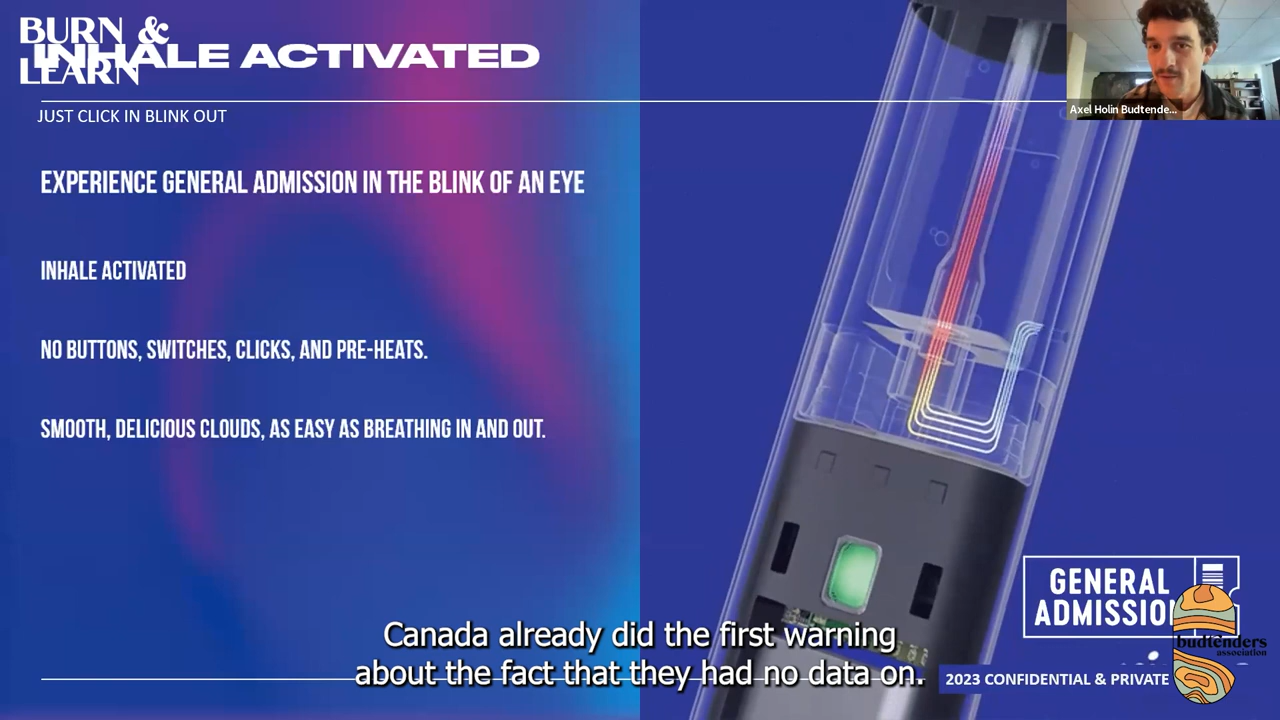 BURN &
LEARN
INHALE ACTIVATED
JUST CLICK IN BLINK OUT
EXPERIENCE GENERAL ADMISSION IN THE BLINK OF AN EYE
INHALE ACTIVATED
NO BUTTONS, SWITCHES, CLICKS, AND PRE-HEATS.
SMOOTH, DELICIOUS CLOUDS, AS EASY AS BREATHING IN AND OUT.
Axel Holin Budtende...
GENERAL
ADMISSION
budtenders
association
Canada already did the first warning
about the fact that they had no data on.
2023 CONFIDENTIAL & PRIVATE